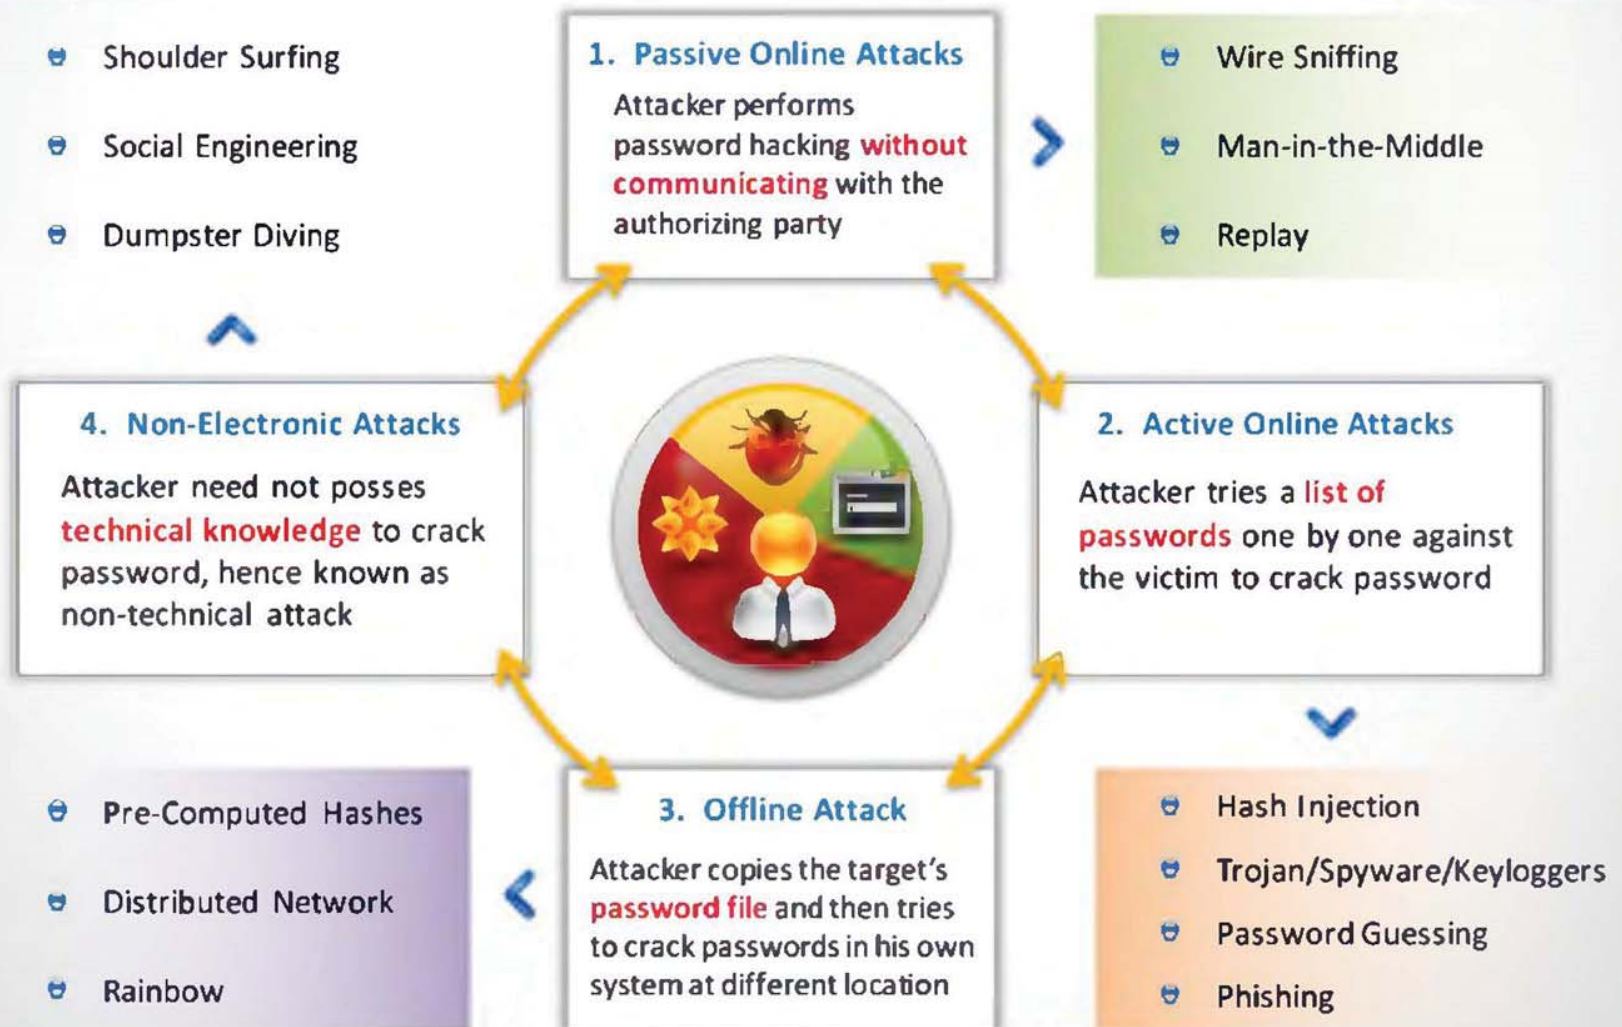 Shoulder Surfing
Social Engineering
Dumpster Diving
1. Passive Online Attacks
Attacker performs
password hacking without
communicating with the
authorizing party
Wire Sniffing
Man-in-the-Middle
Replay
4. Non-Electronic Attacks
Attacker need not posses
technical knowledge to crack
password, hence known as
non-technical attack
2. Active Online Attacks
Attacker tries a list of
passwords one by one against
the victim to crack password
Pre-Computed Hashes
Distributed Network
Rainbow
3. Offline Attack
Attacker copies the target's
password file and then tries
to crack passwords in his own
system at different location
Hash Injection
Trojan/Spyware/Keyloggers
Password Guessing
Phishing